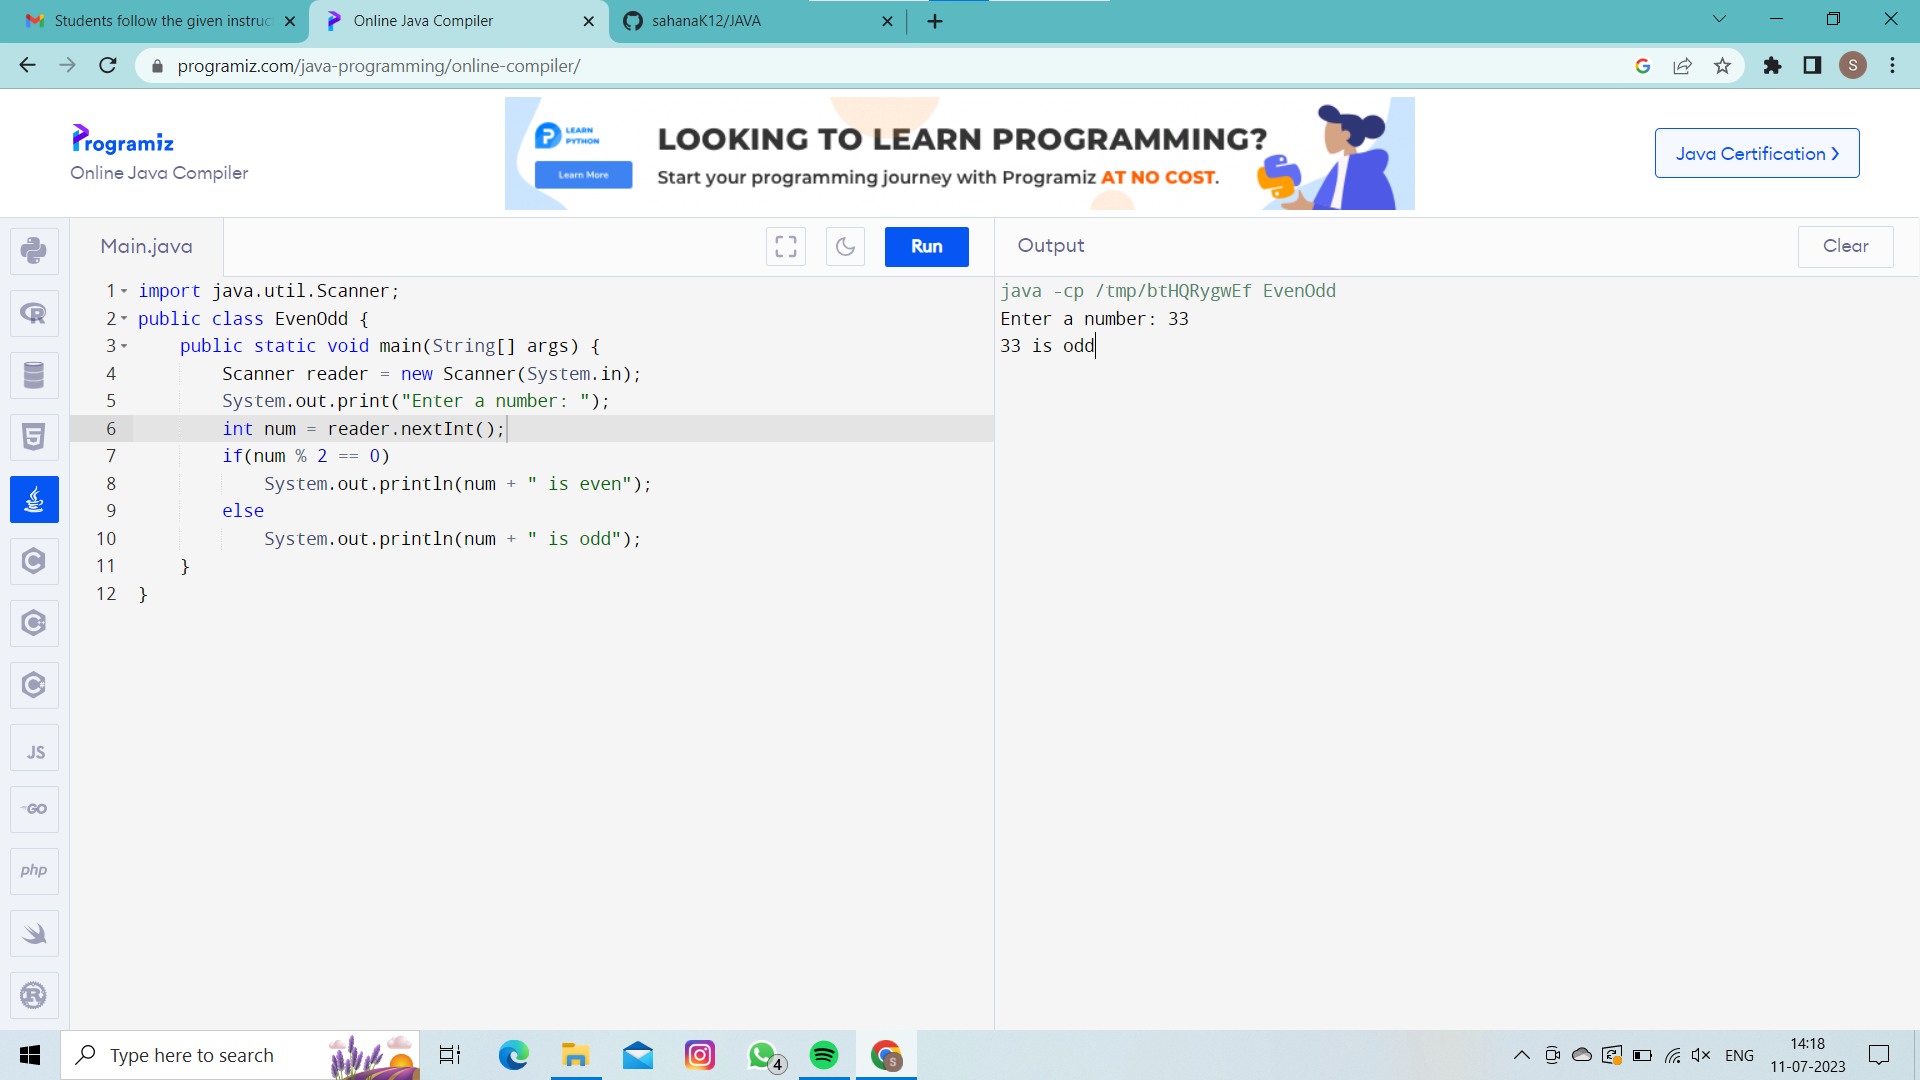 Students follow the given instruc
Online Java Compiler
sahanaK12/JAVA
programiz.com/java-programming/online-compiler/
S
Programiz
Online Java Compiler
LEARN
PYTHON
Learn More
LOOKING TO LEARN PROGRAMMING?
Start your programming journey with Programiz AT NO COST.
Java Certification
Main.java
Run
Output
Clear
1 import java.util.Scanner;
2 public class EvenOdd {
3 public static void main(String[] args) {
4 Scanner reader = new Scanner(System.in);
5 System.out.print("Enter a number: ");
6 int num = reader.nextInt();
7 if(num % 2 == 0)
8 System.out.println(num + " is even");
9 else
10 System.out.println(num + " is odd");
11 }
12 }
java -cp /tmp/btHQRygwEf EvenOdd
Enter a number: 33
33 is odd
JS
GO
php
Type here to search
4
S
ENG
14:18
11-07-2023